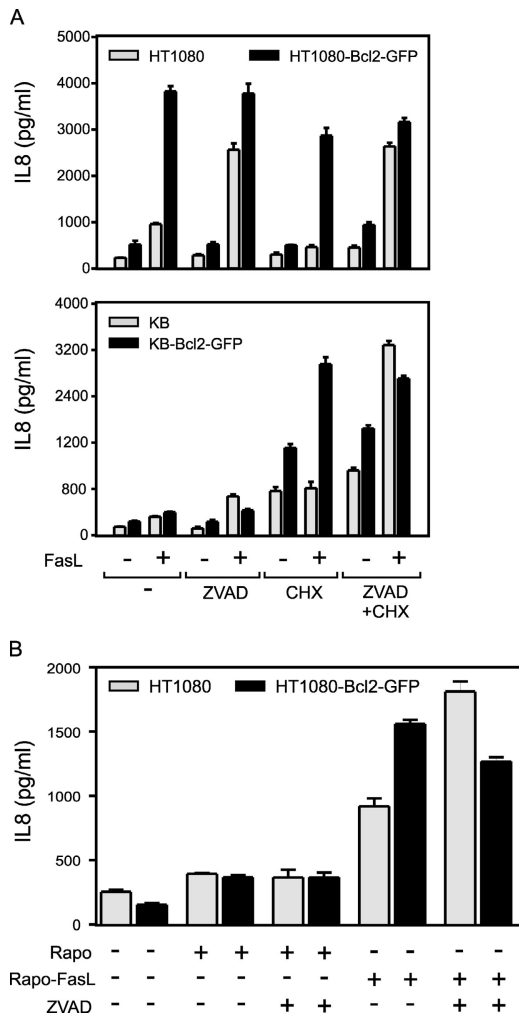 A
5000
HT1080
HT1080-Bcl2-GFP
4000
3000
2000
1000
0
IL8 (pg/ml)
4000
KB
KB-Bcl2-GFP
3200
2400
1200
800
0
IL8 (pg/ml)
FasL - + - + - + - +
- ZVAD CHX ZVAD
+CHX
B
2000
HT1080
HT1080-Bcl2-GFP
1500
1000
500
0
IL8 (pg/ml)
Rapo - - + + + + - - - -
Rapo-FasL - - - - - - + + + +
ZVAD - - - - + + - - + +